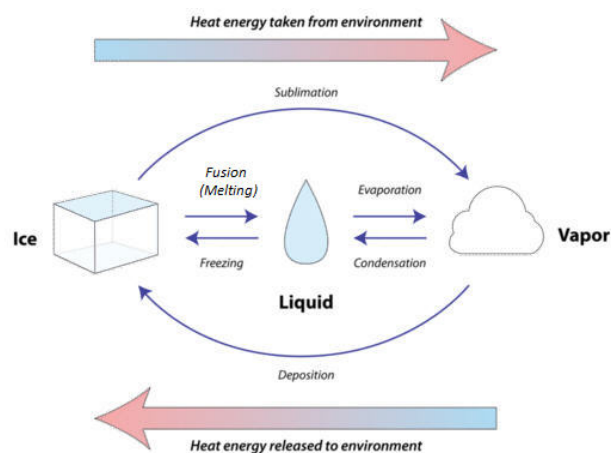 Heat energy taken from environment
Sublimation
Fusion
(Melting)
Evaporation
Ice
Vapor
Freezing
Condensation
Liquid
Deposition
Heat energy released to environment